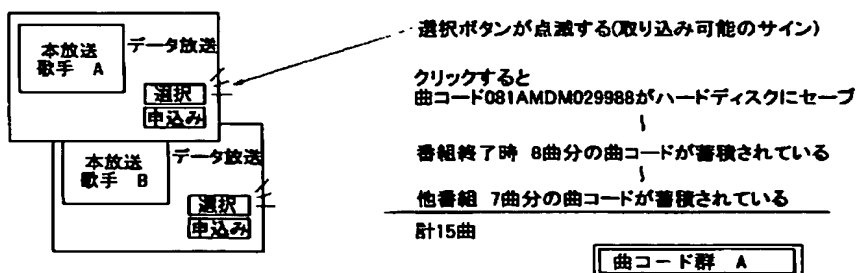 本放送
歌手 A
データ放送
選択
申込み
本放送
歌手 B
データ放送
選択
申込み
選択ボタンが点滅する(取り込み可能のサイン)
クリックすると
曲コード081AMDM029988がハードディスクにセーブ
番組終了時 8曲分の曲コードが蓄積されている
他番組 7曲分の曲コードが蓄積されている
計15曲
曲コード群 A